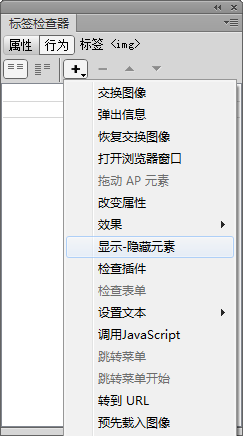 标签检查器
属性 行为 标签 <img>
交换图像
弹出信息
恢复交换图像
打开浏览器窗口
拖动 AP 元素
改变属性
效果
显示-隐藏元素
检查插件
检查表单
设置文本
调用JavaScript
跳转菜单
跳转菜单开始
转到 URL
预先载入图像